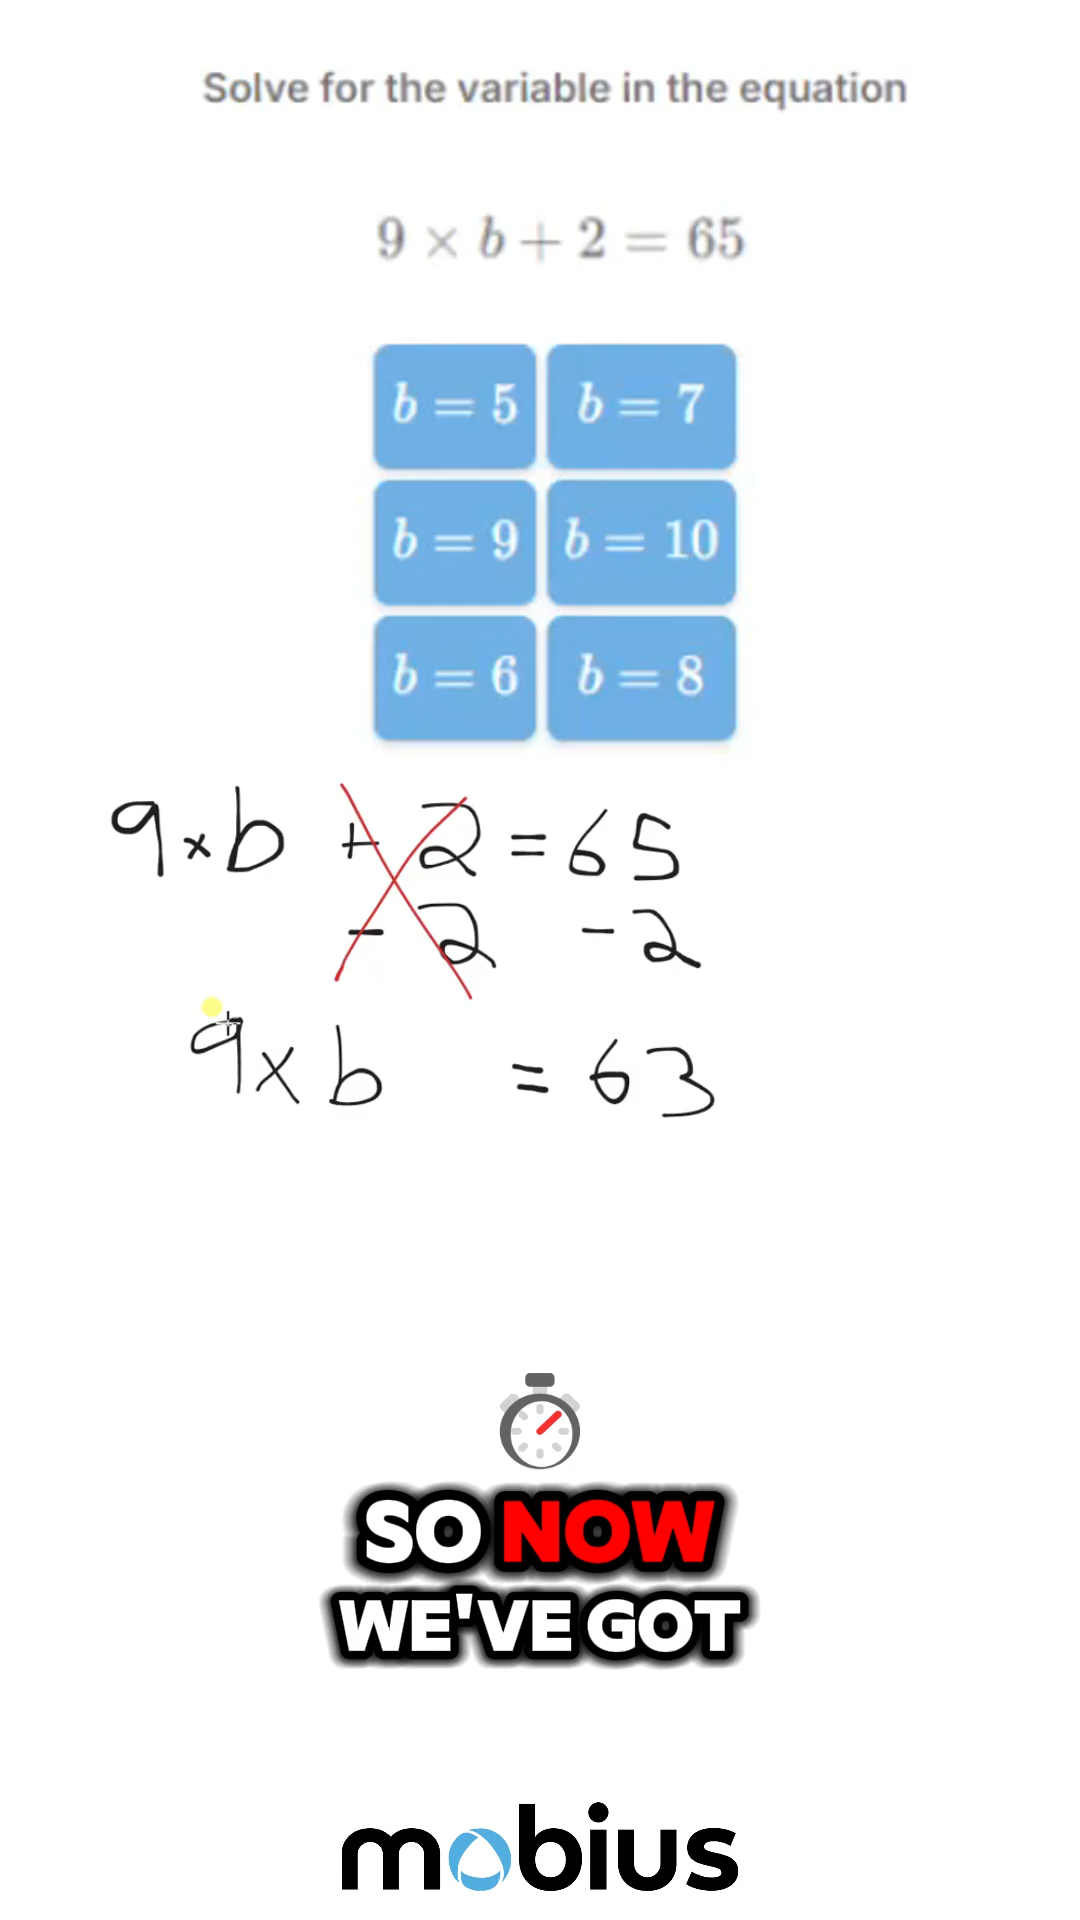 Solve for the variable in the equation
9 × b + 2 = 65
b = 5 b = 7
b = 9 b = 10
b = 6 b = 8
9 × b + 2 = 65
- 2 - 2
9 × b = 63
SO NOW
WE'VE GOT
mobius